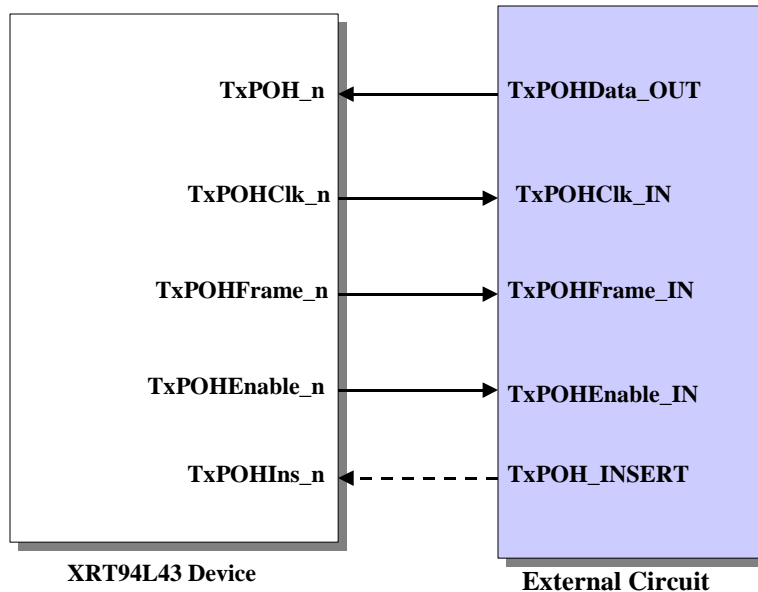 TxPOH_n TxPOHData_OUT
TxPOHClk_n TxPOHClk_IN
TxPOHFrame_n TxPOHFrame_IN
TxPOHEnable_n TxPOHEnable_IN
TxPOHIns_n TxPOH_INSERT
XRT94L43 Device
External Circuit